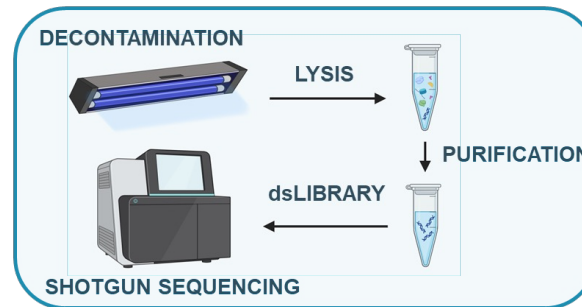 DECONTAMINATION
LYSIS
PURIFICATION
dsLIBRARY
SHOTGUN SEQUENCING